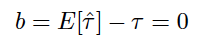 b = E[τ̂] − τ = 0